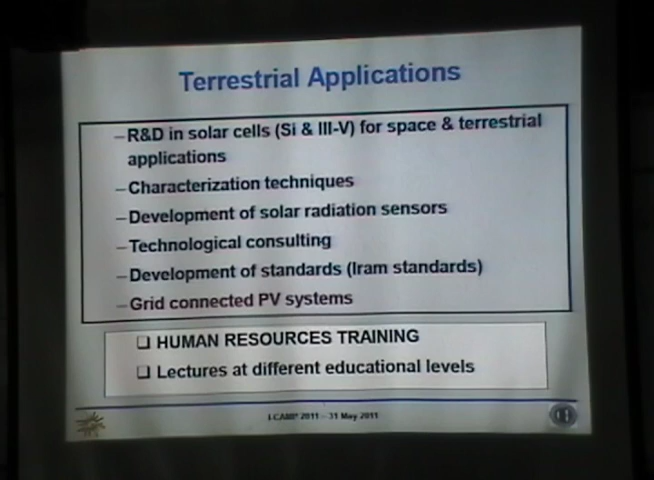 Terrestrial Applications
–R&D in solar cells (Si & III-V) for space & terrestrial
applications
–Characterization techniques
–Development of solar radiation sensors
–Technological consulting
–Development of standards (Iram standards)
–Grid connected PV systems
❑ HUMAN RESOURCES TRAINING
❑ Lectures at different educational levels
2011 – 31 May 2011